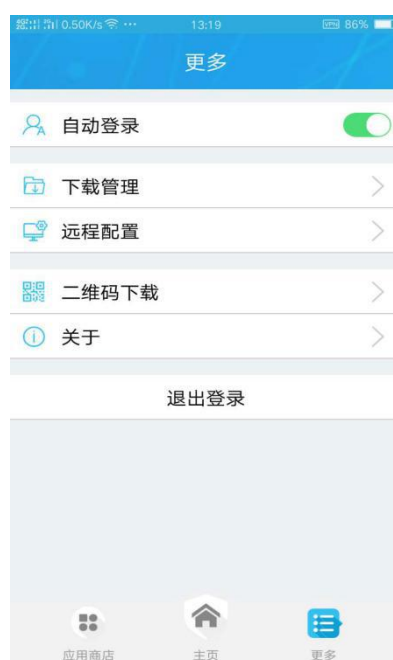 0.50K/s ··· 13:19 VPN 86%
更多
自动登录
下载管理
远程配置
二维码下载
关于
退出登录
应用商店 主页 更多